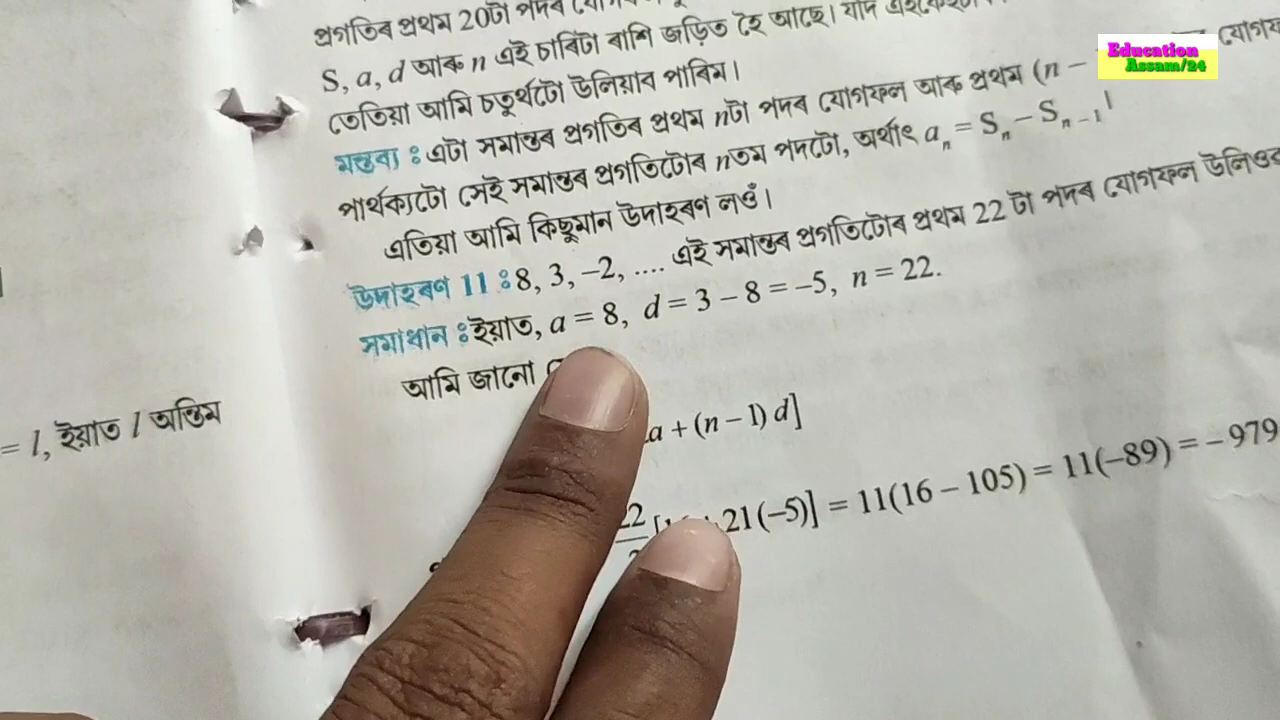 প্ৰগতিৰ প্ৰথম 20টা পদৰ
S, a, d আৰু n এই চাৰিটা ৰাশি জড়িত হৈ আছে। যদি
তেতিয়া আমি চতুৰ্থটো উলিয়াব পাৰিম।
মন্তব্য : এটা সমান্তৰ প্ৰগতিৰ প্ৰথম nটা পদৰ যোগফল আৰু প্ৰথম (n –
পাৰ্থক্যটো সেই সমান্তৰ প্ৰগতিটোৰ nতম পদটো, অৰ্থাৎ aₙ = Sₙ – Sₙ₋₁।
এতিয়া আমি কিছুমান উদাহৰণ লওঁ।
উদাহৰণ 11 : 8, 3, –2, .... এই সমান্তৰ প্ৰগতিটোৰ প্ৰথম 22 টা পদৰ যোগফল
সমাধান : ইয়াত, a = 8, d = 3 – 8 = –5, n = 22.
আমি জানো
a + (n – 1) d]
21(–5)] = 11(16 – 105) = 11(–89) = – 979
= l, ইয়াত l অন্তিম
Education
Assam/24